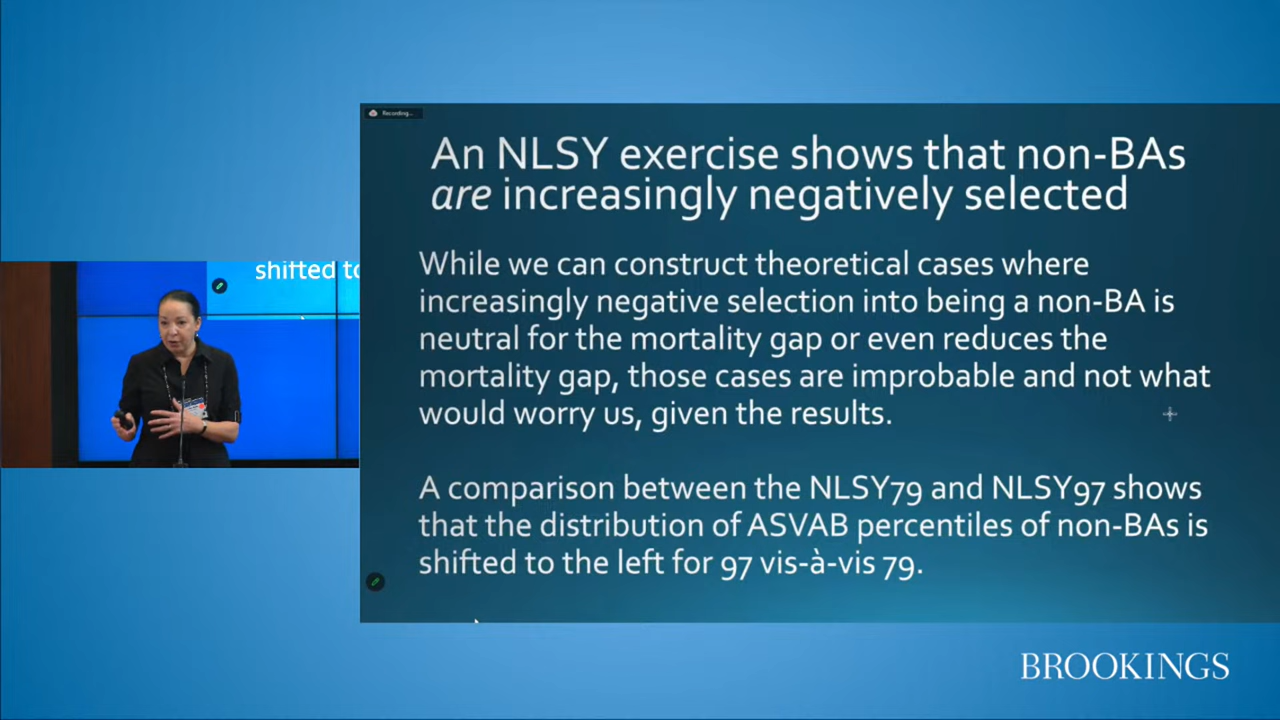 Recording...
An NLSY exercise shows that non-BAs
are increasingly negatively selected
While we can construct theoretical cases where
increasingly negative selection into being a non-BA is
neutral for the mortality gap or even reduces the
mortality gap, those cases are improbable and not what
would worry us, given the results.
A comparison between the NLSY79 and NLSY97 shows
that the distribution of ASVAB percentiles of non-BAs is
shifted to the left for 97 vis-à-vis 79.
shifted to
BROOKINGS